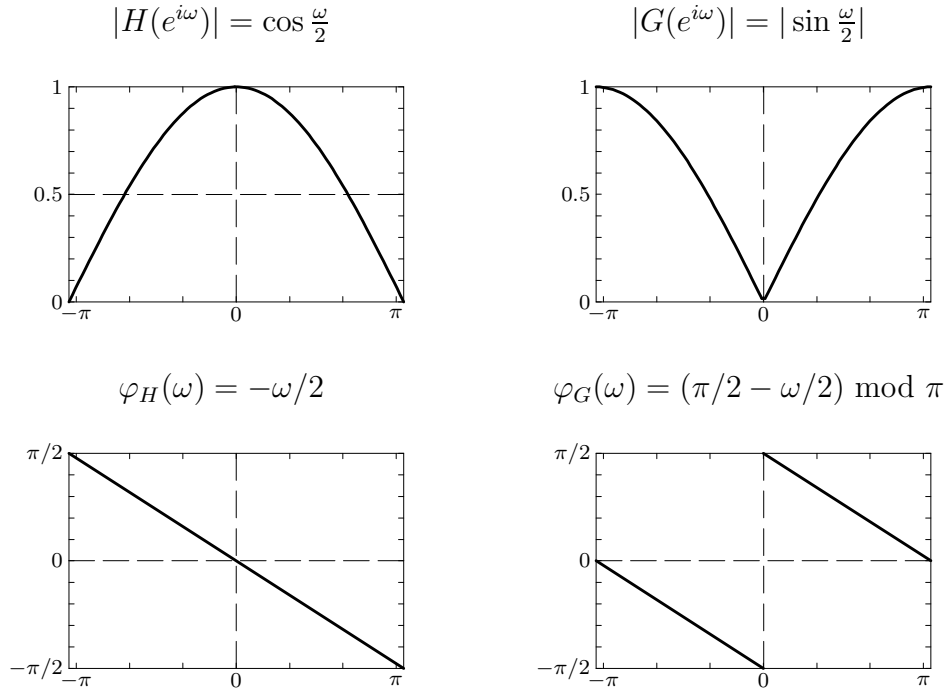 |H(e^{iω})| = cos ω/2
|G(e^{iω})| = | sin ω/2|
1
0.5
0
−π
0
π
1
0.5
0
−π
0
π
φ_H(ω) = −ω/2
φ_G(ω) = (π/2 − ω/2) mod π
π/2
0
−π/2
−π
0
π
π/2
0
−π/2
−π
0
π